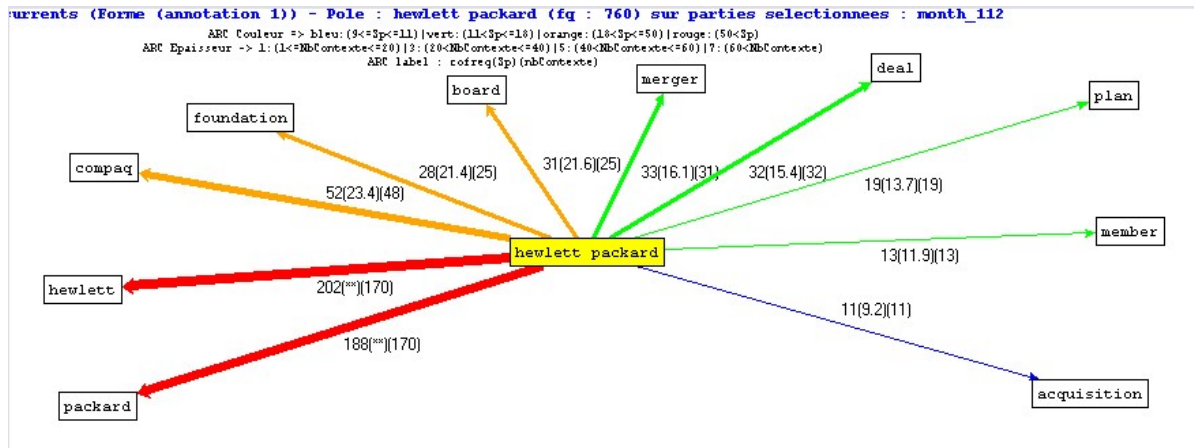 currents (Forme (annotation 1)) - Pole : hewlett packard (fq : 760) sur parties selectionnees : month_112
ARC Couleur => bleu:(9<=Sp<=11)|vert:(11<Sp<=18)|orange:(18<Sp<=50)|rouge:(50<Sp)
ARC Epaisseur -> 1:(1<=NbContexte<=20)|3:(20<NbContexte<=40)|5:(40<NbContexte<=60)|7:(60<NbContexte)
ARC label : cofreq(Sp)(nbContexte)
deal
merger
board
plan
foundation
compaq
31(21.6)(25)
33(16.1)(31)
32(15.4)(32)
28(21.4)(25)
19(13.7)(19)
52(23.4)(48)
member
hewlett packard
13(11.9)(13)
hewlett
202(**)(170)
11(9.2)(11)
188(**)(170)
acquisition
packard